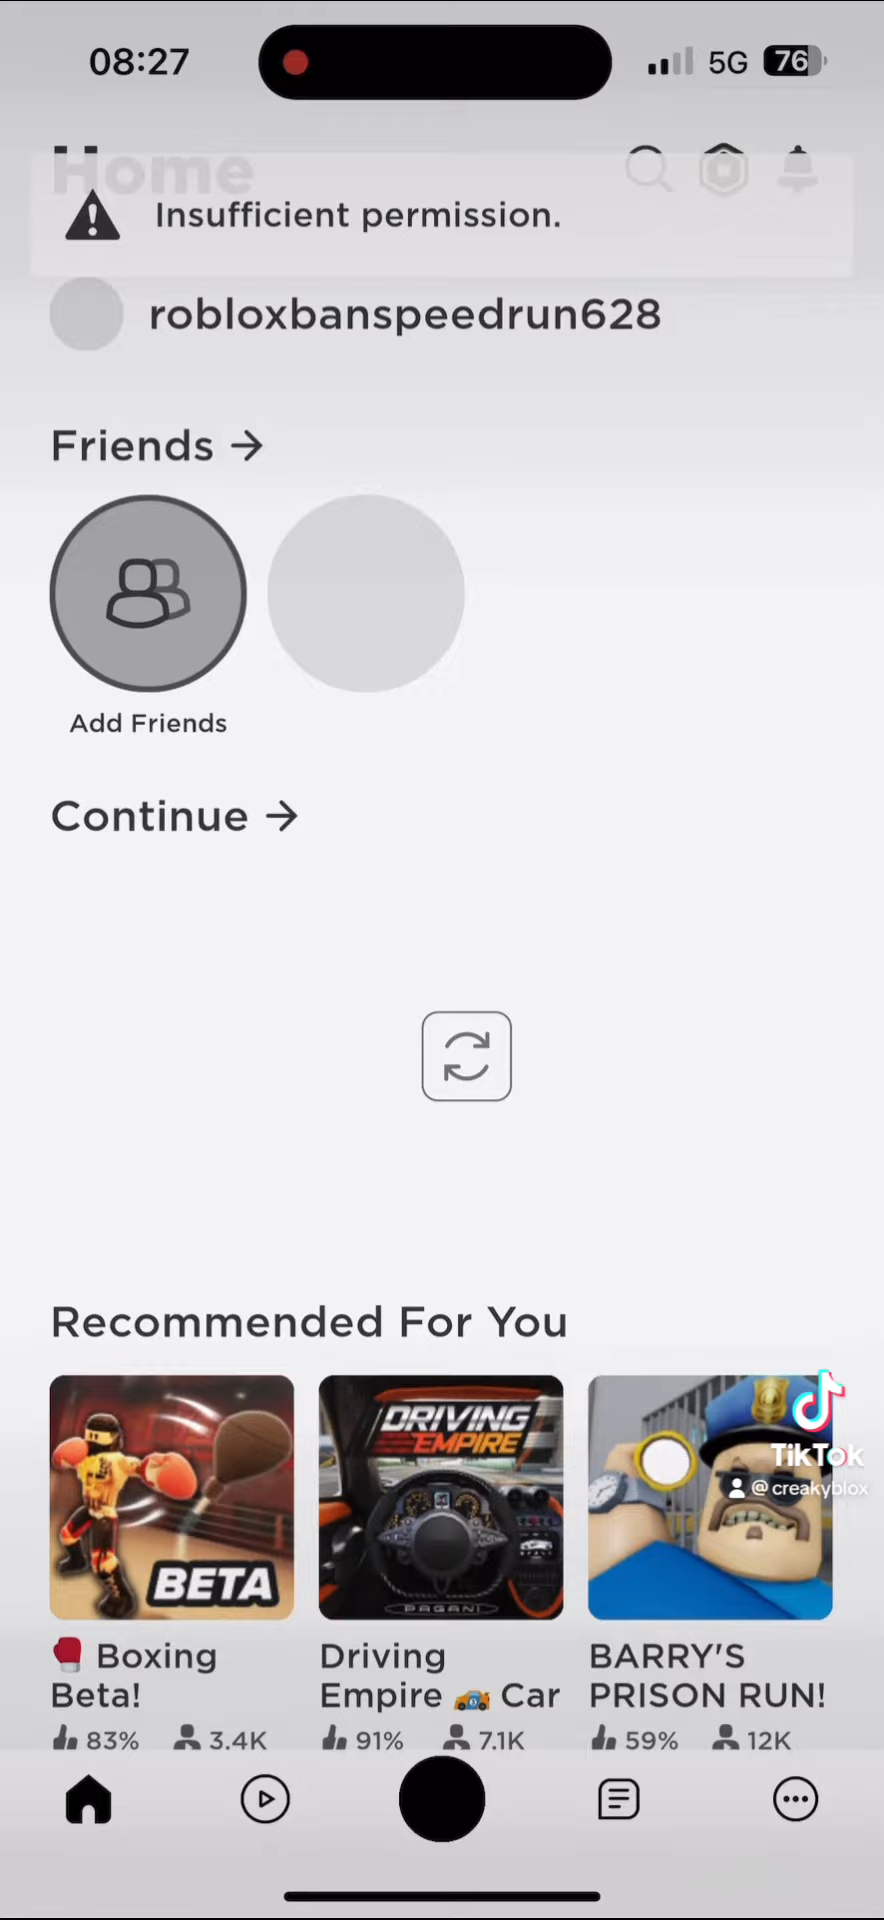 08:27
5G
76
Home
Insufficient permission.
robloxbanspeedrun628
Friends →
Add Friends
Continue →
Recommended For You
BETA
DRIVING
EMPIRE
PAGANI
TikTok
@creakyblox
🥊 Boxing
Beta!
83% 3.4K
Driving
Empire 🏎️ Car
91% 7.1K
BARRY'S
PRISON RUN!
59% 12K